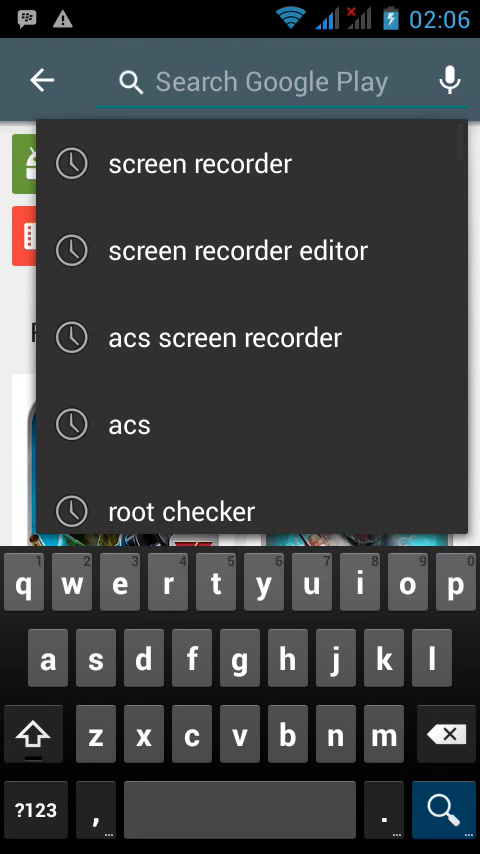 02:06
Search Google Play
screen recorder
screen recorder editor
acs screen recorder
acs
root checker
1 2 3 4 5 6 7 8 9 0
q w e r t y u i o p
a s d f g h j k l
z x c v b n m
?123 , ... . ... ...